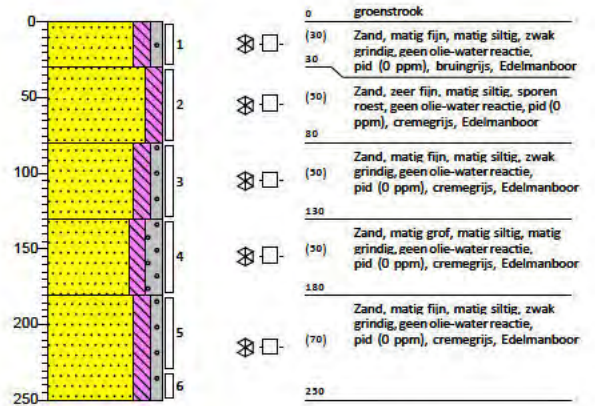 0 groenstrook
0
(30) Zand, matig fijn, matig siltig, zwak
grindig, geen olie-water reactie,
pid (0 ppm), bruingrijs, Edelmanboor
1
30
50
(50) Zand, zeer fijn, matig siltig, sporen
roest, geen olie-water reactie, pid (0
ppm), cremegrijs, Edelmanboor
2
80
100
(50) Zand, matig fijn, matig siltig, zwak
grindig, geen olie-water reactie,
pid (0 ppm), cremegrijs, Edelmanboor
3
130
150
(50) Zand, matig grof, matig siltig, matig
grindig, geen olie-water reactie,
pid (0 ppm), cremegrijs, Edelmanboor
4
180
200
Zand, matig fijn, matig siltig, zwak
grindig, geen olie-water reactie,
(70) pid (0 ppm), cremegrijs, Edelmanboor
5
6
250
250